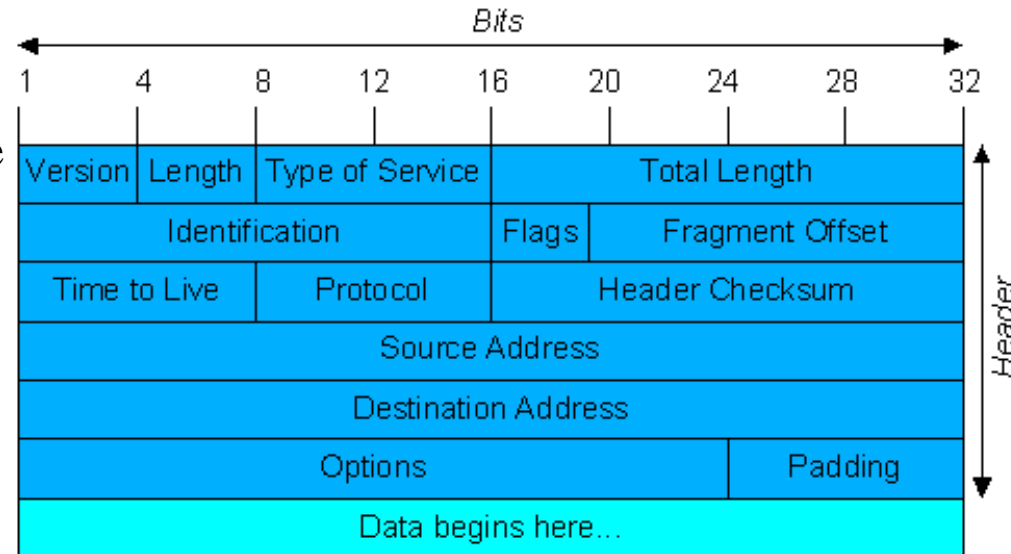 Bits
1 4 8 12 16 20 24 28 32
e
Version Length Type of Service Total Length
Identification Flags Fragment Offset
Time to Live Protocol Header Checksum
Source Address
Destination Address
Options Padding
Data begins here...
Header